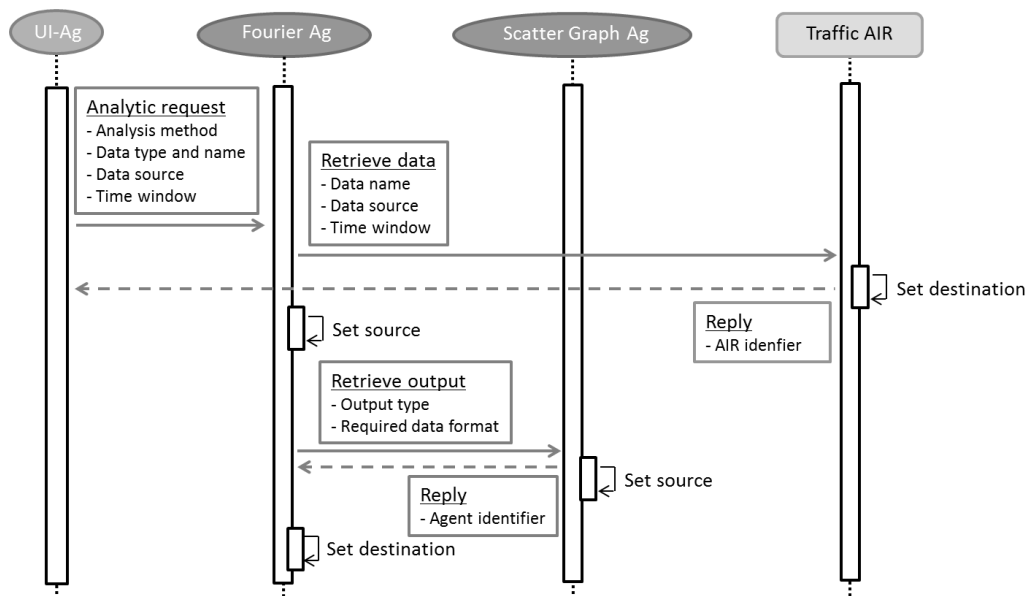 UI-Ag
Fourier Ag
Scatter Graph Ag
Traffic AIR
Analytic request
- Analysis method
- Data type and name
- Data source
- Time window
Retrieve data
- Data name
- Data source
- Time window
Set destination
Reply
- AIR idenfier
Set source
Retrieve output
- Output type
- Required data format
Set source
Reply
- Agent identifier
Set destination